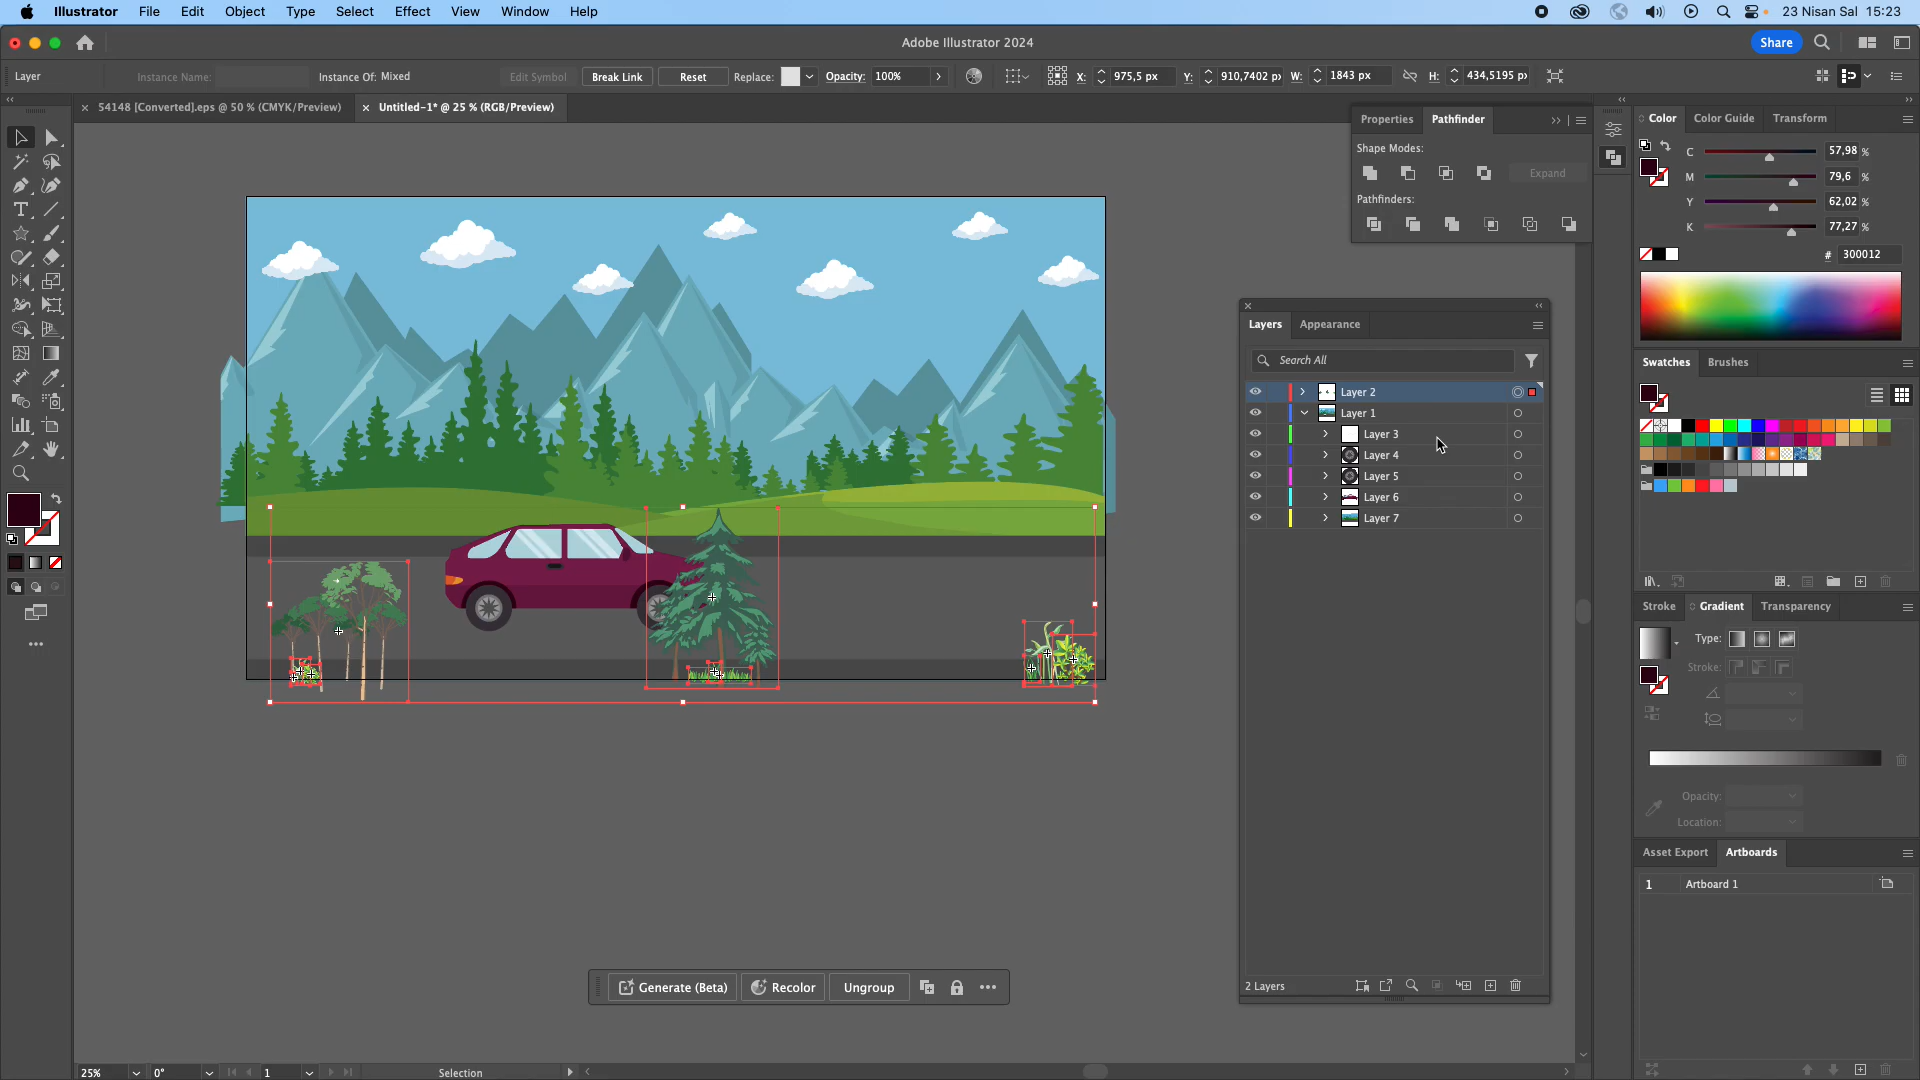 Illustrator File Edit Object Type Select Effect View Window Help 23 Nisan Sal 15:23
Adobe Illustrator 2024 Share
Layer Instance Name: Instance Of: Mixed Edit Symbol Break Link Reset Replace: Opacity: 100% X: 975,5 px Y: 910,7402 px W: 1843 px H: 434,5195 px
54148 [Converted].eps @ 50 % (CMYK/Preview) Untitled-1* @ 25 % (RGB/Preview)
Properties Pathfinder
Shape Modes:
Expand
Pathfinders:
Color Color Guide Transform
C 57,98 %
M 79,6 %
Y 62,02 %
K 77,27 %
# 300012
Layers Appearance
Search All
Layer 2
Layer 1
Layer 3
Layer 4
Layer 5
Layer 6
Layer 7
2 Layers
Swatches Brushes
Stroke Gradient Transparency
Type:
Stroke:
Opacity:
Location:
Asset Export Artboards
1 Artboard 1
Generate (Beta) Recolor Ungroup
25% 0° 1 Selection